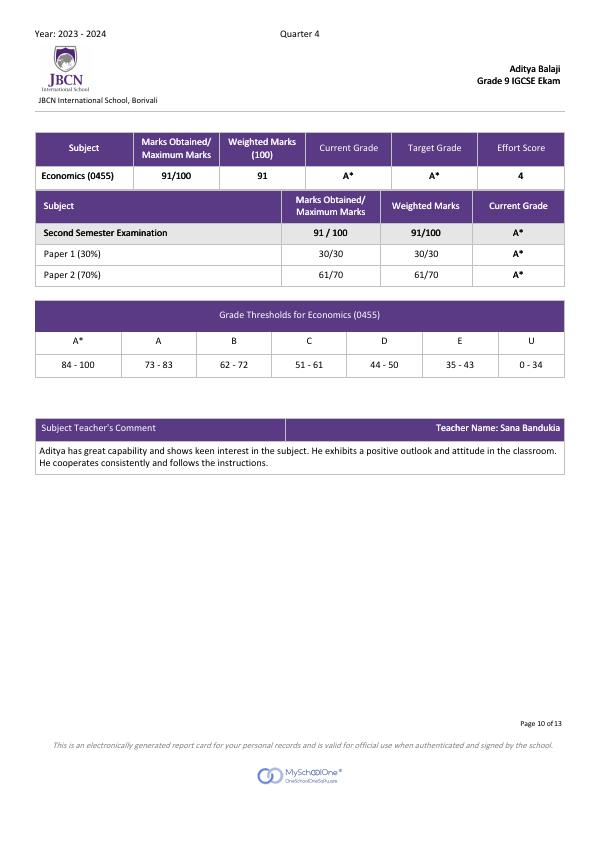 Year: 2023 - 2024 Quarter 4
JBCN
International School
Aditya Balaji
Grade 9 IGCSE Ekam
JBCN International School, Borivali
Subject Marks Obtained/ Maximum Marks Weighted Marks (100) Current Grade Target Grade Effort Score
Economics (0455) 91/100 91 A* A* 4
Subject Marks Obtained/ Maximum Marks Weighted Marks Current Grade
Second Semester Examination 91 / 100 91/100 A*
Paper 1 (30%) 30/30 30/30 A*
Paper 2 (70%) 61/70 61/70 A*
Grade Thresholds for Economics (0455)
A* A B C D E U
84 - 100 73 - 83 62 - 72 51 - 61 44 - 50 35 - 43 0 - 34
Subject Teacher's Comment Teacher Name: Sana Bandukia
Aditya has great capability and shows keen interest in the subject. He exhibits a positive outlook and attitude in the classroom.
He cooperates consistently and follows the instructions.
Page 10 of 13
This is an electronically generated report card for your personal records and is valid for official use when authenticated and signed by the school.
MySchoolOne®
OneSchoolOneSoftware